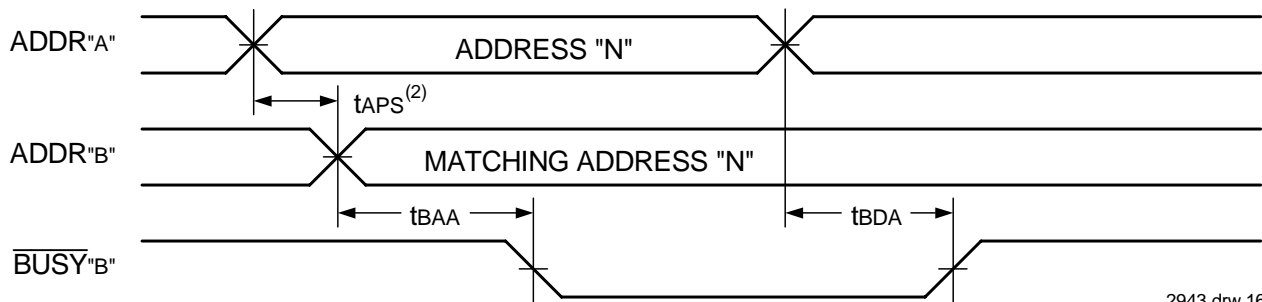 ADDR"A"
ADDRESS "N"
tAPS(2)
ADDR"B"
MATCHING ADDRESS "N"
tBAA
tBDA
BUSY"B"
2943 drw 16